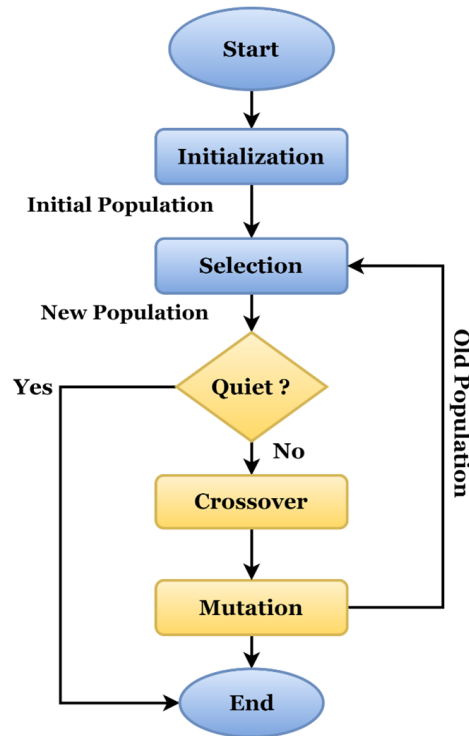 Start
Initialization
Initial Population
Selection
New Population
Quiet ?
Yes
No
Old Population
Crossover
Mutation
End